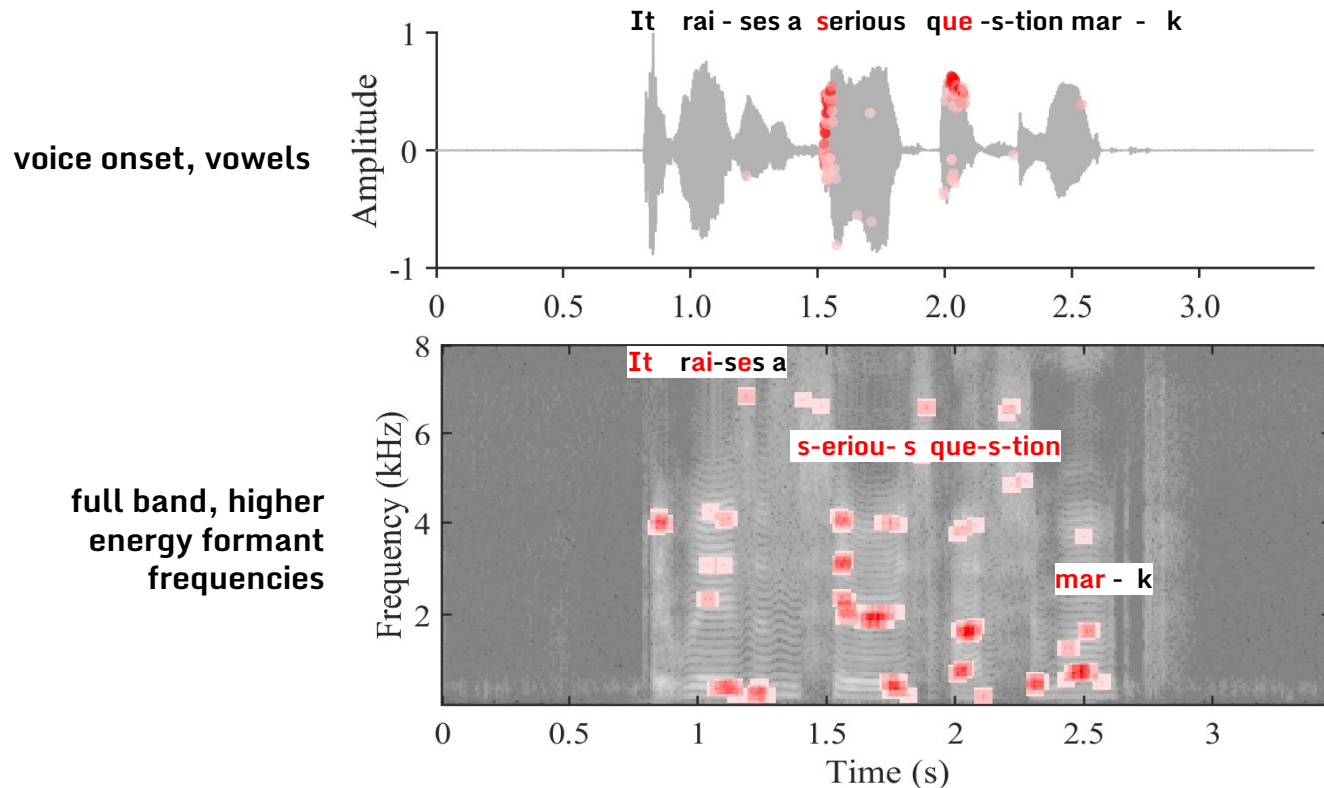 It rai - ses a serious que -s-tion mar - k
1
Amplitude
voice onset, vowels
0
-1
0 0.5 1.0 1.5 2.0 2.5 3.0
8
It rai-ses a
6
s-eriou- s que-s-tion
Frequency (kHz)
full band, higher
energy formant
frequencies
4
mar - k
2
0 0.5 1 1.5 2 2.5 3
Time (s)